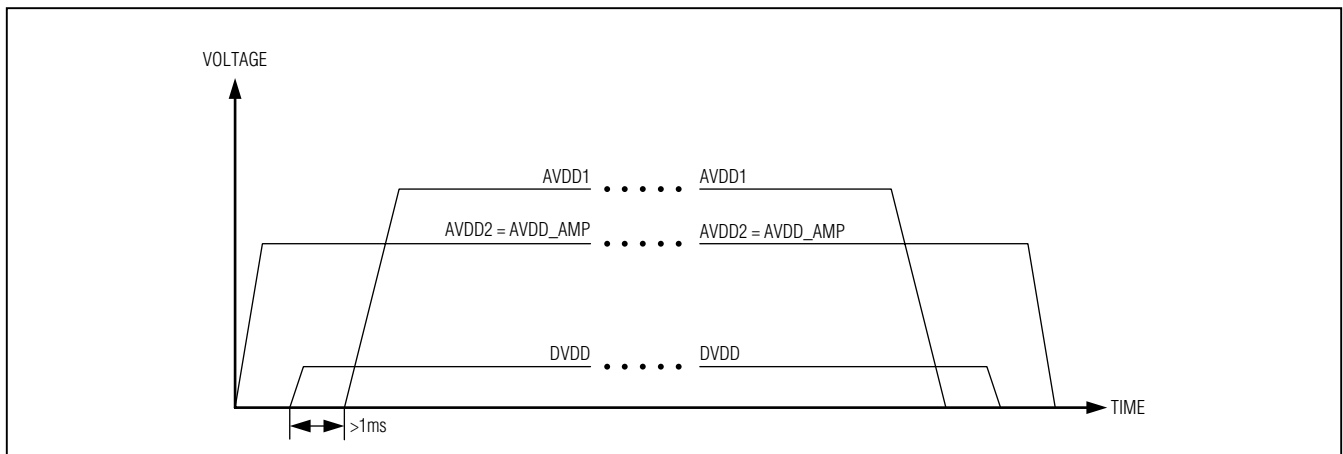 VOLTAGE
AVDD1 • • • • • AVDD1
AVDD2 = AVDD_AMP • • • • • AVDD2 = AVDD_AMP
DVDD • • • • • DVDD
TIME
>1ms